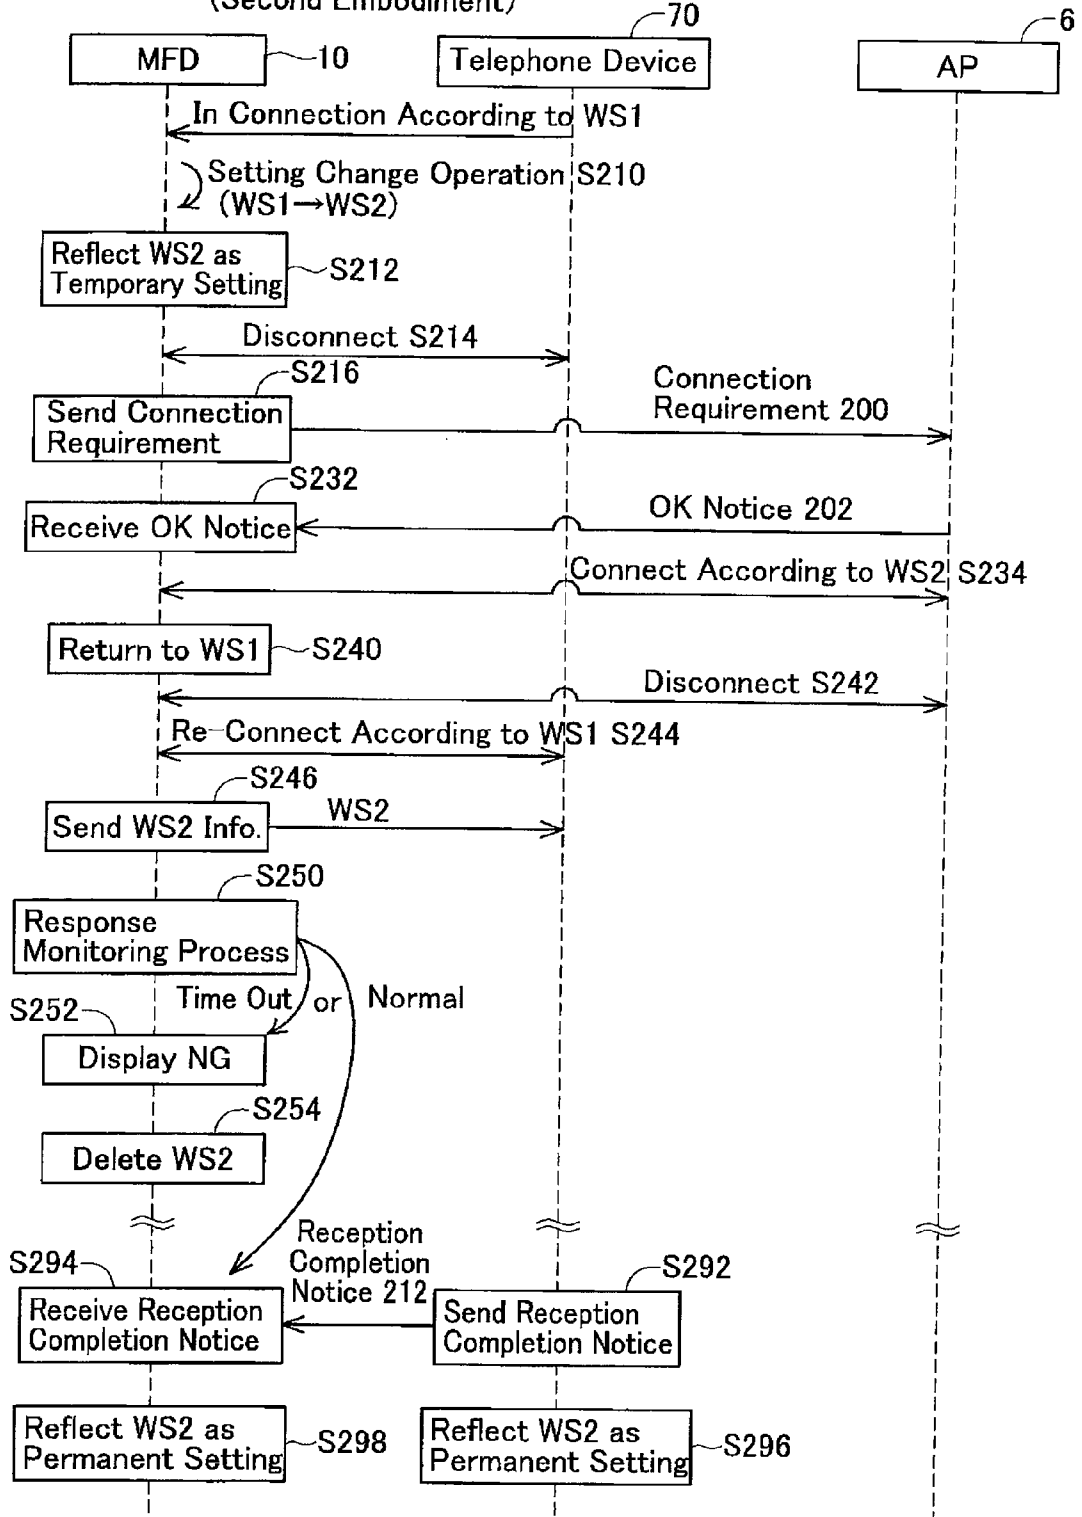 (Second Embodiment)
70
6
MFD
10
Telephone Device
AP
In Connection According to WS1
Setting Change Operation S210
(WS1→WS2)
Reflect WS2 as
Temporary Setting
S212
Disconnect S214
S216
Send Connection
Requirement
Connection
Requirement 200
S232
Receive OK Notice
OK Notice 202
Connect According to WS2 S234
Return to WS1
S240
Disconnect S242
Re-Connect According to WS1 S244
S246
Send WS2 Info.
WS2
S250
Response
Monitoring Process
Time Out or Normal
S252
Display NG
S254
Delete WS2
Reception
Completion
Notice 212
S294
Receive Reception
Completion Notice
S292
Send Reception
Completion Notice
Reflect WS2 as
Permanent Setting
S298
Reflect WS2 as
Permanent Setting
S296